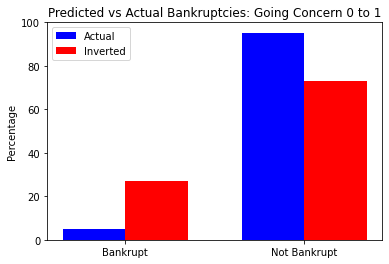 Predicted vs Actual Bankruptcies: Going Concern 0 to 1
100
80
60
40
20
0
Percentage
Actual
Inverted
Bankrupt
Not Bankrupt